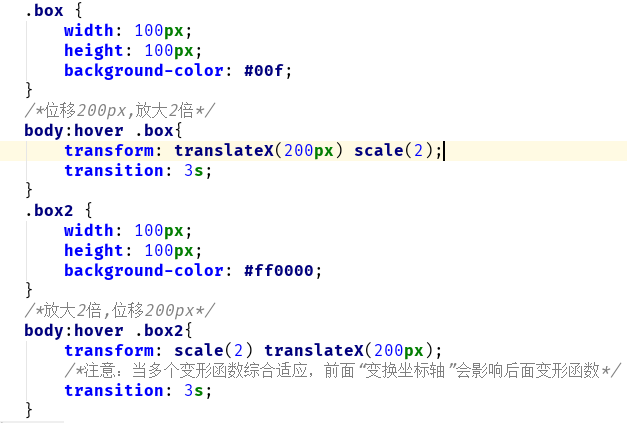 .box {
width: 100px;
height: 100px;
background-color: #00f;
}
/*位移200px,放大2倍*/
body:hover .box{
transform: translateX(200px) scale(2);
transition: 3s;
}
.box2 {
width: 100px;
height: 100px;
background-color: #ff0000;
}
/*放大2倍,位移200px*/
body:hover .box2{
transform: scale(2) translateX(200px);
/*注意：当多个变形函数综合适应，前面“变换坐标轴”会影响后面变形函数*/
transition: 3s;
}